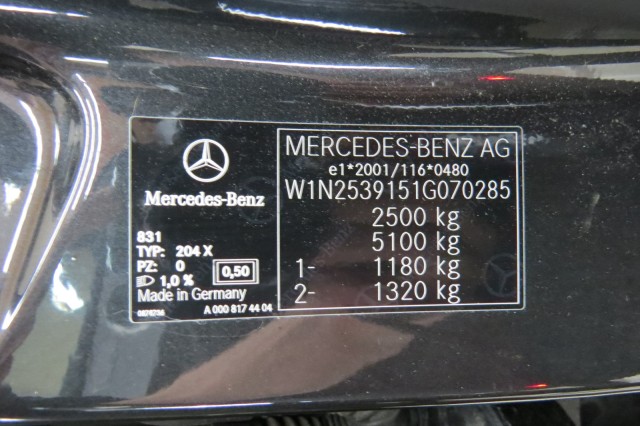 Mercedes-Benz
831
TYP: 204 X
PZ: 0
0,50
1,0 %
Made in Germany
A 000 817 44 04
MERCEDES-BENZ AG
e1*2001/116*0480
W1N2539151G070285
2500 kg
5100 kg
1- 1180 kg
2- 1320 kg